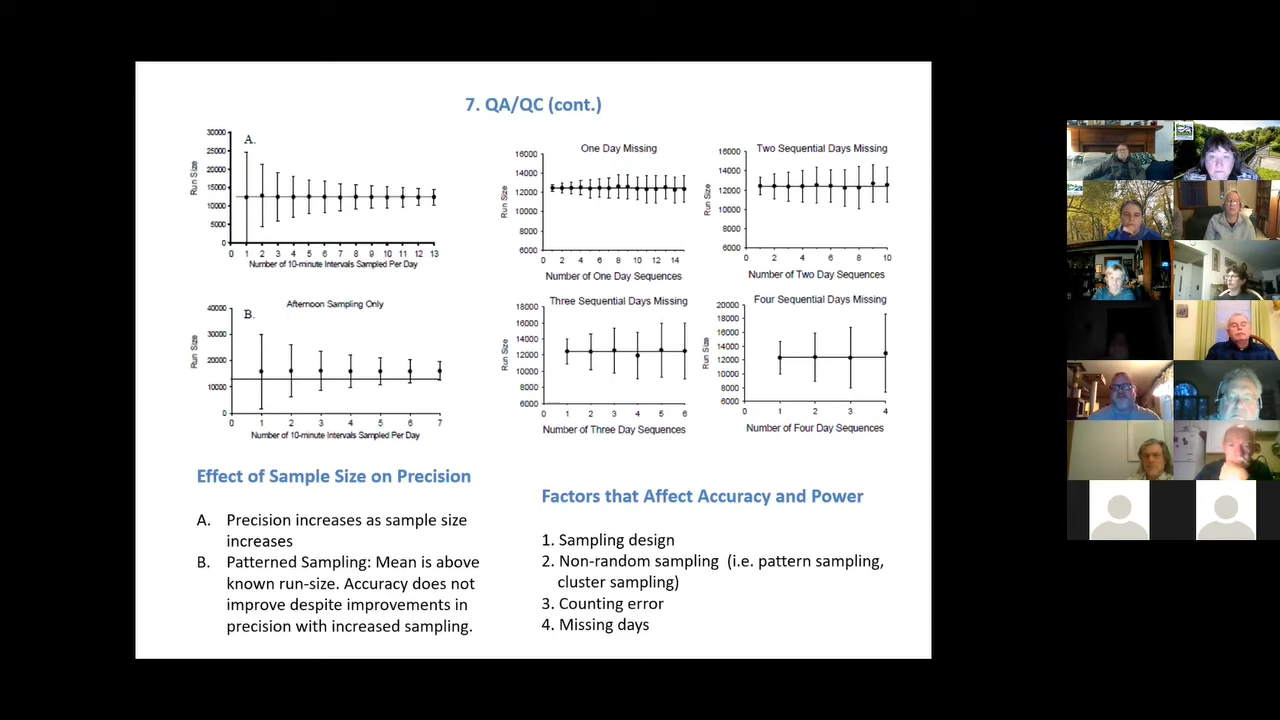 7. QA/QC (cont.)
A.
30000
25000
20000
15000
10000
5000
0
Run Size
0 1 2 3 4 5 6 7 8 9 10 11 12 13
Number of 10-minute Intervals Sampled Per Day
Afternoon Sampling Only
B.
40000
30000
20000
10000
0
Run Size
0 1 2 3 4 5 6 7
Number of 10-minute Intervals Sampled Per Day
One Day Missing
16000
14000
12000
10000
8000
6000
Run Size
0 2 4 6 8 10 12 14
Number of One Day Sequences
Two Sequential Days Missing
16000
14000
12000
10000
8000
6000
Run Size
0 2 4 6 8 10
Number of Two Day Sequences
Three Sequential Days Missing
18000
16000
14000
12000
10000
8000
6000
Run Size
0 1 2 3 4 5 6
Number of Three Day Sequences
Four Sequential Days Missing
20000
18000
16000
14000
12000
10000
8000
6000
Run Size
0 1 2 3 4
Number of Four Day Sequences
Effect of Sample Size on Precision
A. Precision increases as sample size
increases
B. Patterned Sampling: Mean is above
known run-size. Accuracy does not
improve despite improvements in
precision with increased sampling.
Factors that Affect Accuracy and Power
1. Sampling design
2. Non-random sampling (i.e. pattern sampling,
cluster sampling)
3. Counting error
4. Missing days